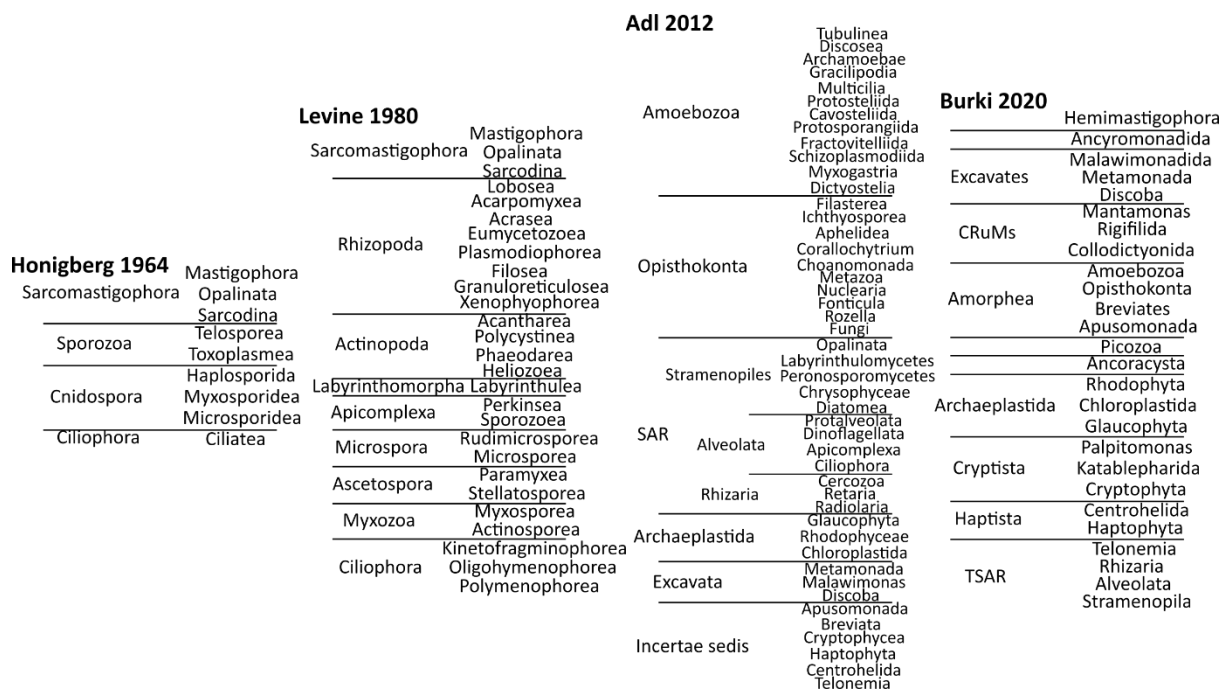 Honigberg 1964
Sarcomastigophora
Mastigophora
Opalinata
Sarcodina
Sporozoa
Telosporea
Toxoplasmea
Cnidospora
Haplosporida
Myxosporidea
Microsporidea
Ciliophora
Ciliatea
Levine 1980
Sarcomastigophora
Mastigophora
Opalinata
Sarcodina
Rhizopoda
Lobosea
Acarpomyxea
Acrasea
Eumycetozoea
Plasmodiophorea
Filosea
Granuloreticulosea
Xenophyophorea
Actinopoda
Acantharea
Polycystinea
Phaeodarea
Heliozoea
Labyrinthomorpha
Labyrinthulea
Apicomplexa
Perkinsea
Sporozoea
Microspora
Rudimicrosporea
Microsporea
Ascetospora
Paramyxea
Stellatosporea
Myxozoa
Myxosporea
Actinosporea
Ciliophora
Kinetofragminophorea
Oligohymenophorea
Polymenophorea
Adl 2012
Amoebozoa
Tubulinea
Discosea
Archamoebae
Gracilipodia
Multicilia
Protosteliida
Cavosteliida
Protosporangiida
Fractovitelliida
Schizoplasmodiida
Myxogastria
Dictyostelia
Opisthokonta
Filasterea
Ichthyosporea
Aphelidea
Corallochytrium
Choanomonada
Metazoa
Nuclearia
Fonticula
Rozella
Fungi
SAR
Stramenopiles
Opalinata
Labyrinthulomycetes
Peronosporomycetes
Chrysophyceae
Diatomea
Alveolata
Protalveolata
Dinoflagellata
Apicomplexa
Ciliophora
Rhizaria
Cercozoa
Retaria
Radiolaria
Archaeplastida
Glaucophyta
Rhodophyceae
Chloroplastida
Excavata
Metamonada
Malawimonas
Discoba
Incertae sedis
Apusomonada
Breviata
Cryptophycea
Haptophyta
Centrohelida
Telonemia
Burki 2020
Hemimastigophora
Ancyromonadida
Excavates
Malawimonadida
Metamonada
Discoba
CRuMs
Mantamonas
Rigifilida
Collodictyonida
Amorphea
Amoebozoa
Opisthokonta
Breviates
Apusomonada
Picozoa
Ancoracysta
Archaeplastida
Rhodophyta
Chloroplastida
Glaucophyta
Cryptista
Palpitomonas
Katablepharida
Cryptophyta
Haptista
Centrohelida
Haptophyta
TSAR
Telonemia
Rhizaria
Alveolata
Stramenopila